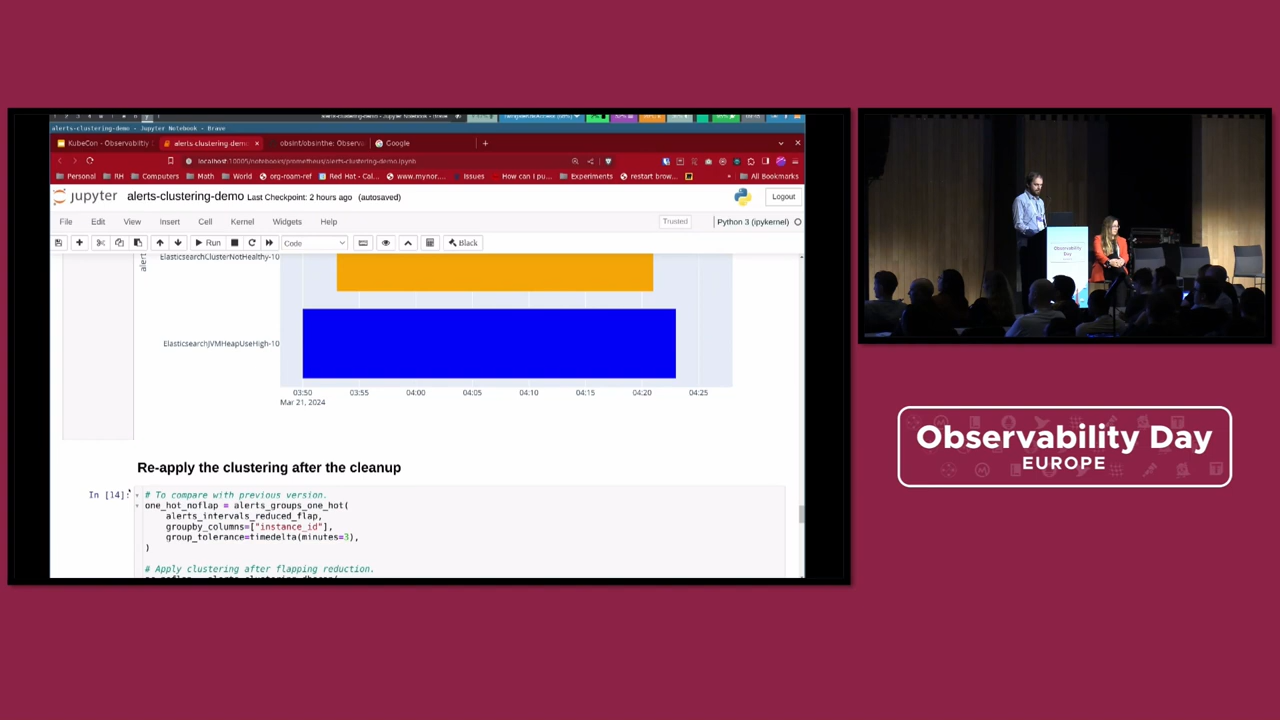 alerts-clustering-demo - Jupyter Notebook - Brave
KubeCon - Observability
alerts-clustering-demo
obsint/obsinthe: Observa
Google
localhost:10005/notebooks/prometheus/alerts-clustering-demo.ipynb
Personal
RH
Computers
Math
World
org-roam-ref
Red Hat - Cal...
www.mynor...
Issues
How can I pu...
Experiments
restart brow...
All Bookmarks
jupyter
alerts-clustering-demo Last Checkpoint: 2 hours ago (autosaved)
Logout
File Edit View Insert Cell Kernel Widgets Help
Trusted
Python 3 (ipykernel)
Run
Code
Black
alert
ElasticsearchClusterNotHealthy-10
ElasticsearchJVMHeapUseHigh-10
03:50 03:55 04:00 04:05 04:10 04:15 04:20 04:25
Mar 21, 2024
Re-apply the clustering after the cleanup
In [14]:
# To compare with previous version.
one_hot_noflap = alerts_groups_one_hot(
alerts_intervals_reduced_flap,
groupby_columns=["instance_id"],
group_tolerance=timedelta(minutes=3),
)
# Apply clustering after flapping reduction.
Observability
Day
Observability Day
EUROPE